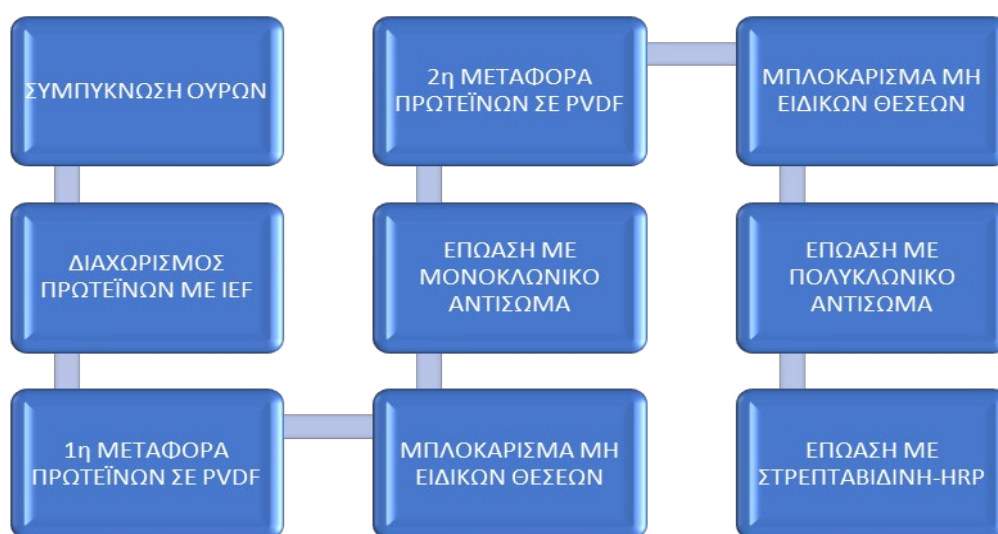 ΣΥΜΠΥΚΝΩΣΗ ΟΥΡΩΝ
ΔΙΑΧΩΡΙΣΜΟΣ
ΠΡΩΤΕΪΝΩΝ ΜΕ IEF
1η ΜΕΤΑΦΟΡΑ
ΠΡΩΤΕΪΝΩΝ ΣΕ PVDF
ΜΠΛΟΚΑΡΙΣΜΑ ΜΗ
ΕΙΔΙΚΩΝ ΘΕΣΕΩΝ
ΕΠΩΑΣΗ ΜΕ
ΜΟΝΟΚΛΩΝΙΚΟ
ΑΝΤΙΣΩΜΑ
2η ΜΕΤΑΦΟΡΑ
ΠΡΩΤΕΪΝΩΝ ΣΕ PVDF
ΜΠΛΟΚΑΡΙΣΜΑ ΜΗ
ΕΙΔΙΚΩΝ ΘΕΣΕΩΝ
ΕΠΩΑΣΗ ΜΕ
ΠΟΛΥΚΛΩΝΙΚΟ
ΑΝΤΙΣΩΜΑ
ΕΠΩΑΣΗ ΜΕ
ΣΤΡΕΠΤΑΒΙΔΙΝΗ-HRP